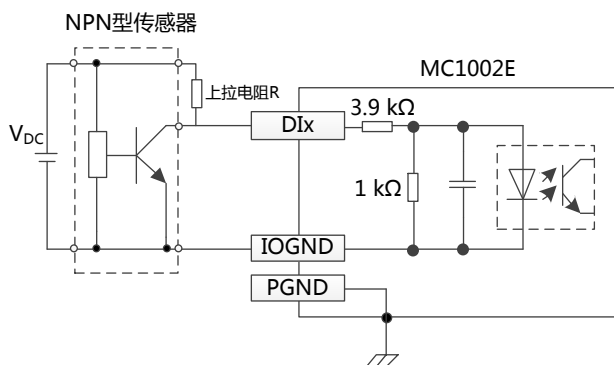 NPN型传感器
MC1002E
上拉电阻R
3.9 kΩ
DIx
VDC
1 kΩ
IOGND
PGND